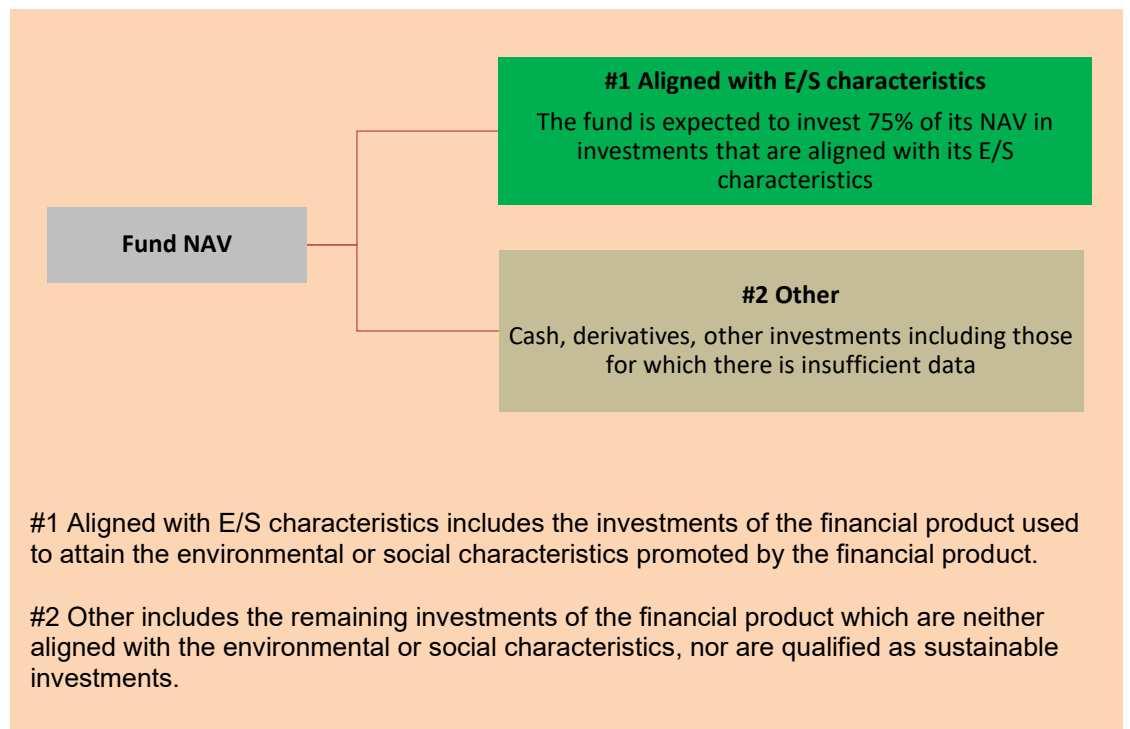 #1 Aligned with E/S characteristics
The fund is expected to invest 75% of its NAV in
investments that are aligned with its E/S
characteristics
Fund NAV
#2 Other
Cash, derivatives, other investments including those
for which there is insufficient data
#1 Aligned with E/S characteristics includes the investments of the financial product used
to attain the environmental or social characteristics promoted by the financial product.
#2 Other includes the remaining investments of the financial product which are neither
aligned with the environmental or social characteristics, nor are qualified as sustainable
investments.